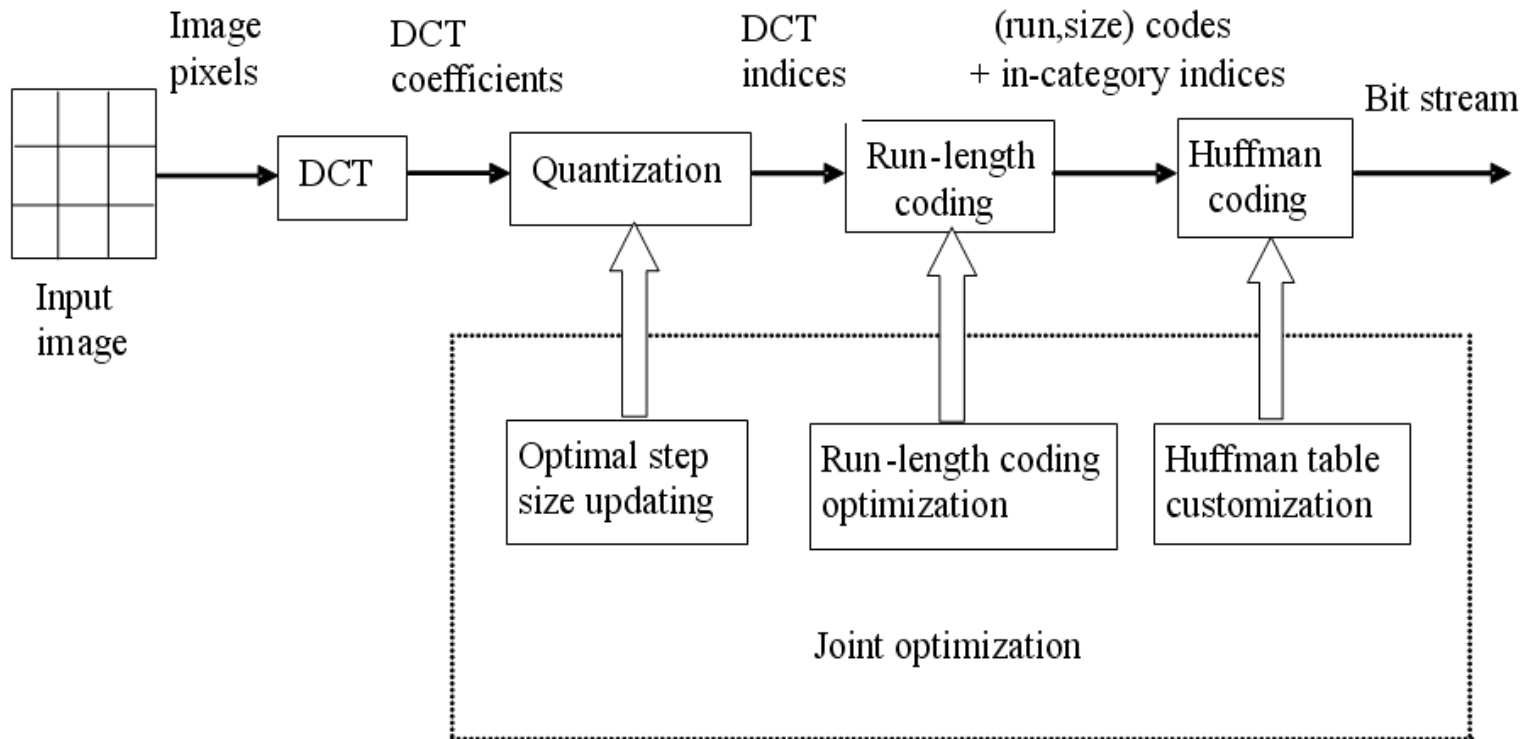 Image
pixels
DCT
coefficients
DCT
indices
(run,size) codes
+ in-category indices
Bit stream
DCT
Quantization
Run-length
coding
Huffman
coding
Input
image
Optimal step
size updating
Run-length coding
optimization
Huffman table
customization
Joint optimization